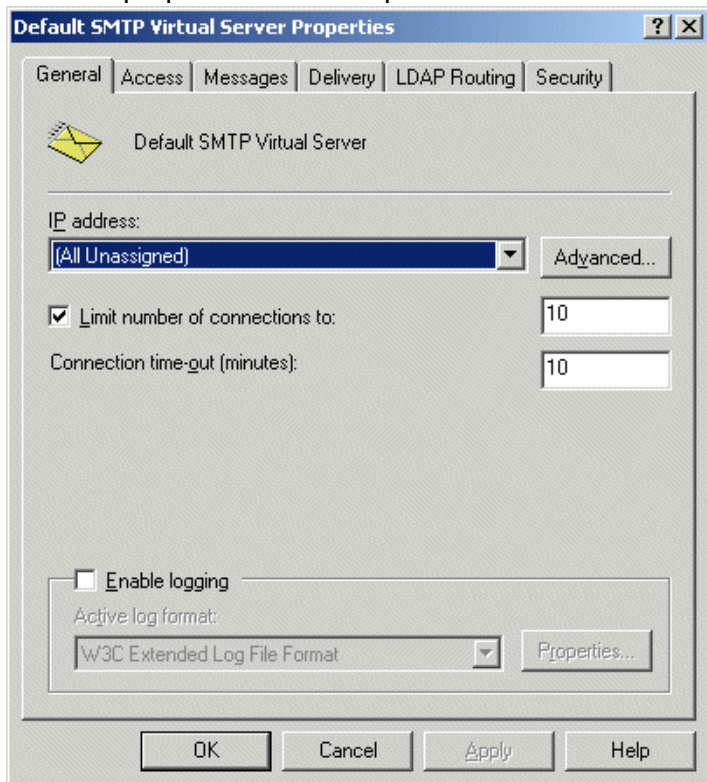 Default SMTP Virtual Server Properties
General Access Messages Delivery LDAP Routing Security
Default SMTP Virtual Server
IP address:
(All Unassigned) Advanced...
Limit number of connections to: 10
Connection time-out (minutes): 10
Enable logging
Active log format:
W3C Extended Log File Format Properties...
OK Cancel Apply Help